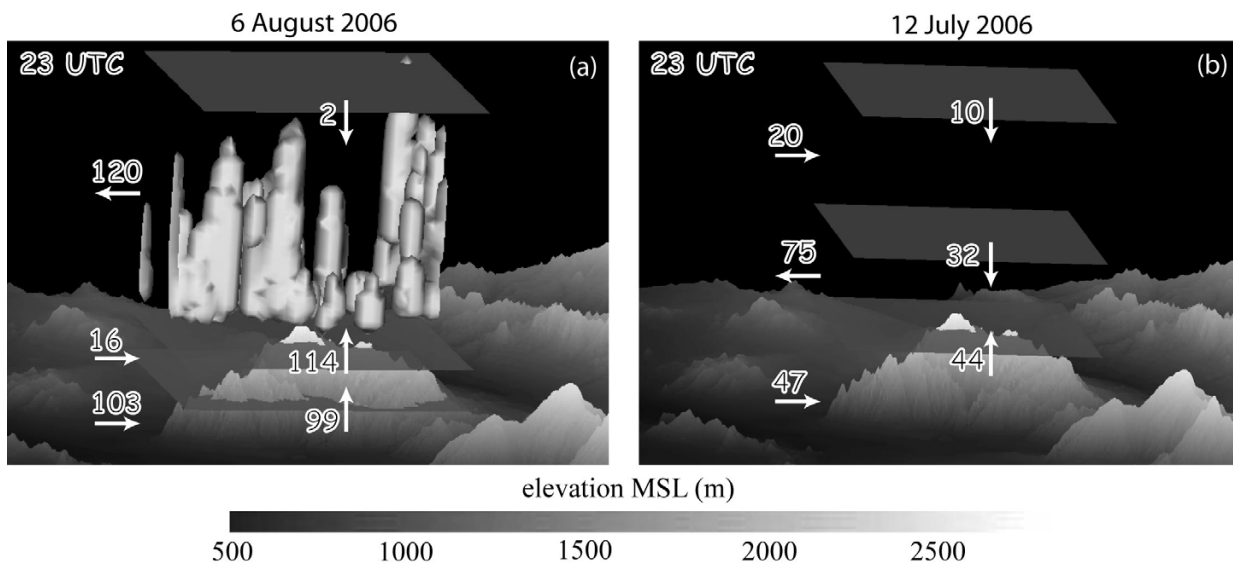 6 August 2006
12 July 2006
23 UTC
(a)
2
120
16
114
103
99
23 UTC
(b)
10
20
75
32
44
47
elevation MSL (m)
500 1000 1500 2000 2500